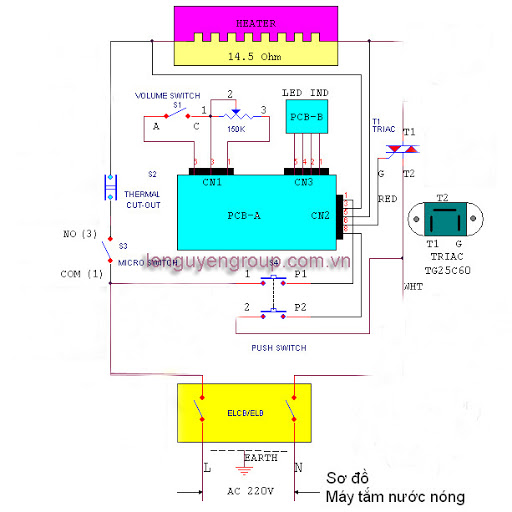 HEATER
14.5 Ohm
VOLUME SWITCH
S1
2
LED IND
1
3
A
C
150K
PCB-B
T1
TRIAC
T1
G
T2
5
3
1
5
4
3
2
1
S2
CN1
CN3
THERMAL
CUT-OUT
PCB-A
CN2
RED
T2
NO (3)
S3
T1
G
TRIAC
TG25C60
lenguyengroup.com.vn
MICRO SWITCH
S4
COM (1)
1
P1
WHT
2
P2
PUSH SWITCH
ELCB/ELB
EARTH
L
N
AC 220V
Sơ đồ
Máy tắm nước nóng